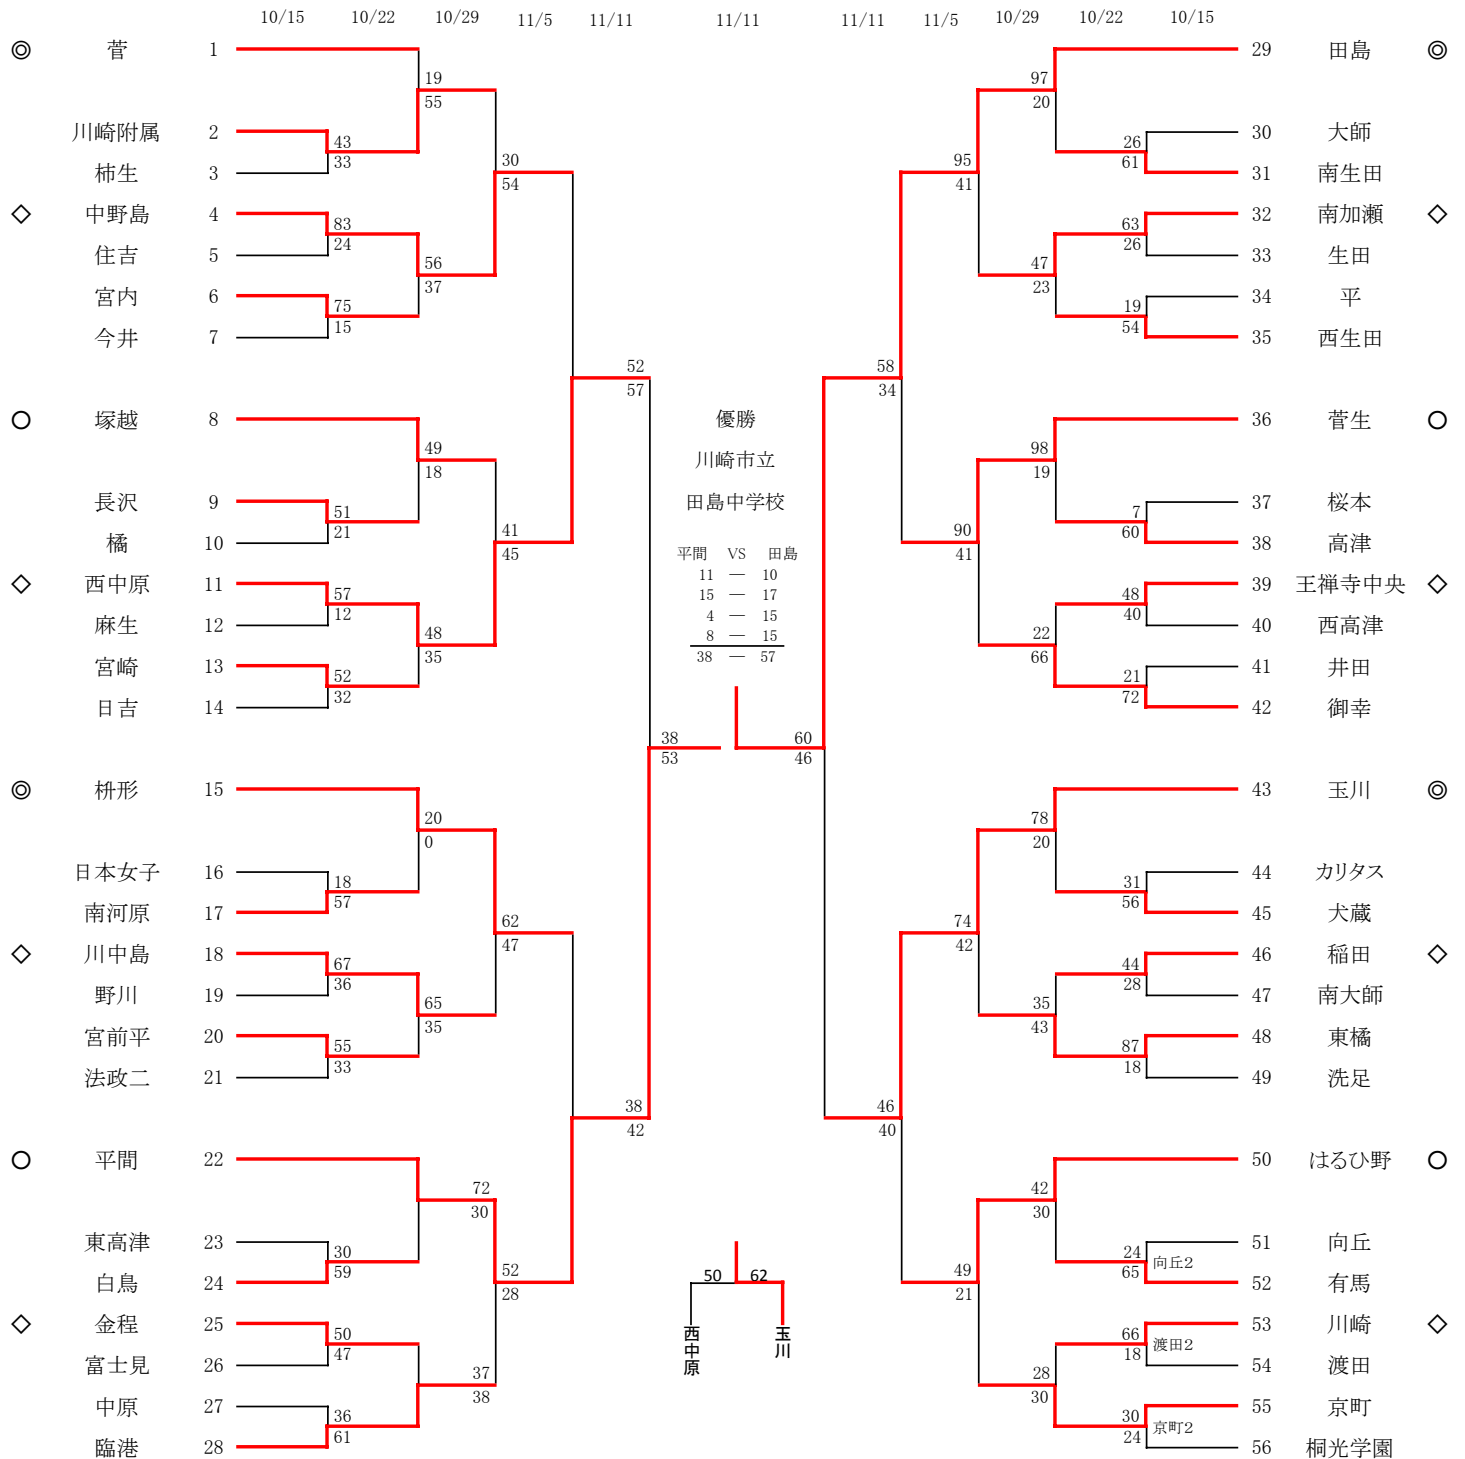 10/15 10/22 10/29 11/5 11/11 11/11 11/11 11/5 10/29 10/22 10/15
◎ 菅 1
川崎附属 2
柿生 3
◇ 中野島 4
住吉 5
宮内 6
今井 7
○ 塚越 8
長沢 9
橘 10
◇ 西中原 11
麻生 12
宮崎 13
日吉 14
◎ 枡形 15
日本女子 16
南河原 17
◇ 川中島 18
野川 19
宮前平 20
法政二 21
○ 平間 22
東高津 23
白鳥 24
◇ 金程 25
富士見 26
中原 27
臨港 28
43
33
83
24
75
15
51
21
57
12
52
32
18
57
67
36
55
33
30
59
50
47
36
61
19
55
56
37
49
18
48
35
20
0
65
35
72
30
37
38
30
54
41
45
62
47
52
28
52
57
38
42
38
53
優勝
川崎市立
田島中学校
平間 VS 田島
11 — 10
15 — 17
4 — 15
8 — 15
38 — 57
50 62
西中原
玉川
60
46
58
34
46
40
95
41
90
41
74
42
49
21
97
20
47
23
98
19
22
66
78
20
35
43
42
30
28
30
26
61
63
26
19
54
7
60
48
40
21
72
31
56
44
28
87
18
24
65
向丘2
66
18
渡田2
30
24
京町2
29 田島 ◎
30 大師
31 南生田
32 南加瀬 ◇
33 生田
34 平
35 西生田
36 菅生 ○
37 桜本
38 高津
39 王禅寺中央 ◇
40 西高津
41 井田
42 御幸
43 玉川 ◎
44 カリタス
45 犬蔵
46 稲田 ◇
47 南大師
48 東橘
49 洗足
50 はるひ野 ○
51 向丘
52 有馬
53 川崎 ◇
54 渡田
55 京町
56 桐光学園